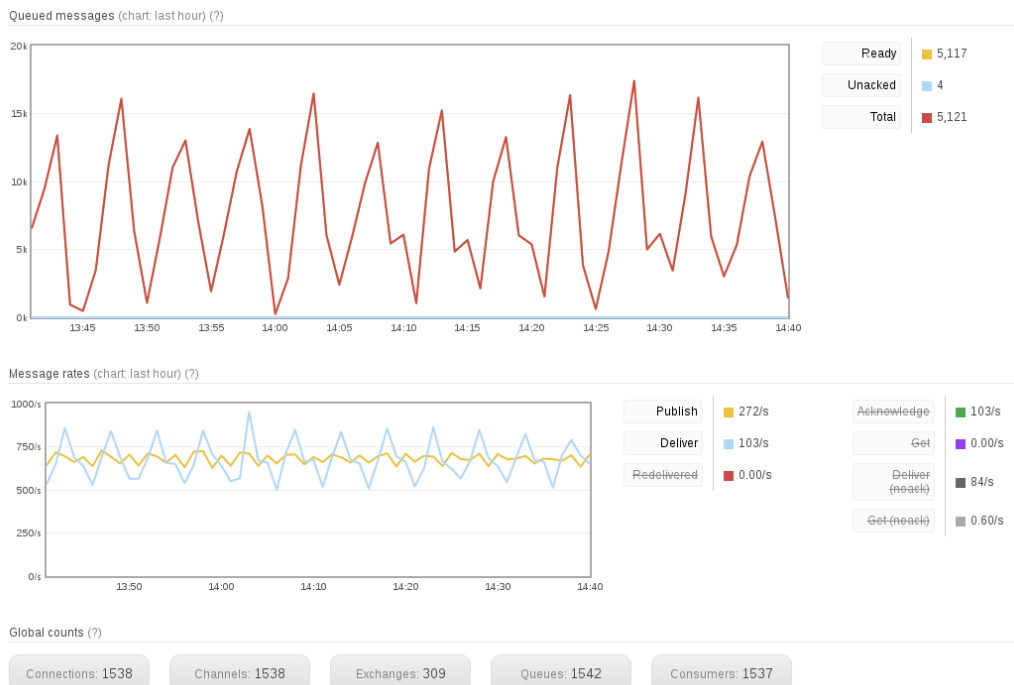 Queued messages (chart: last hour) (?)
20k
15k
10k
5k
0k
13:45 13:50 13:55 14:00 14:05 14:10 14:15 14:20 14:25 14:30 14:35 14:40
Ready 5,117
Unacked 4
Total 5,121
Message rates (chart: last hour) (?)
1000/s
750/s
500/s
250/s
0/s
13:50 14:00 14:10 14:20 14:30 14:40
Publish 272/s
Deliver 103/s
Redelivered 0.00/s
Acknowledge 103/s
Get 0.00/s
Deliver
(noack) 84/s
Get (noack) 0.60/s
Global counts (?)
Connections: 1538 Channels: 1538 Exchanges: 309 Queues: 1542 Consumers: 1537